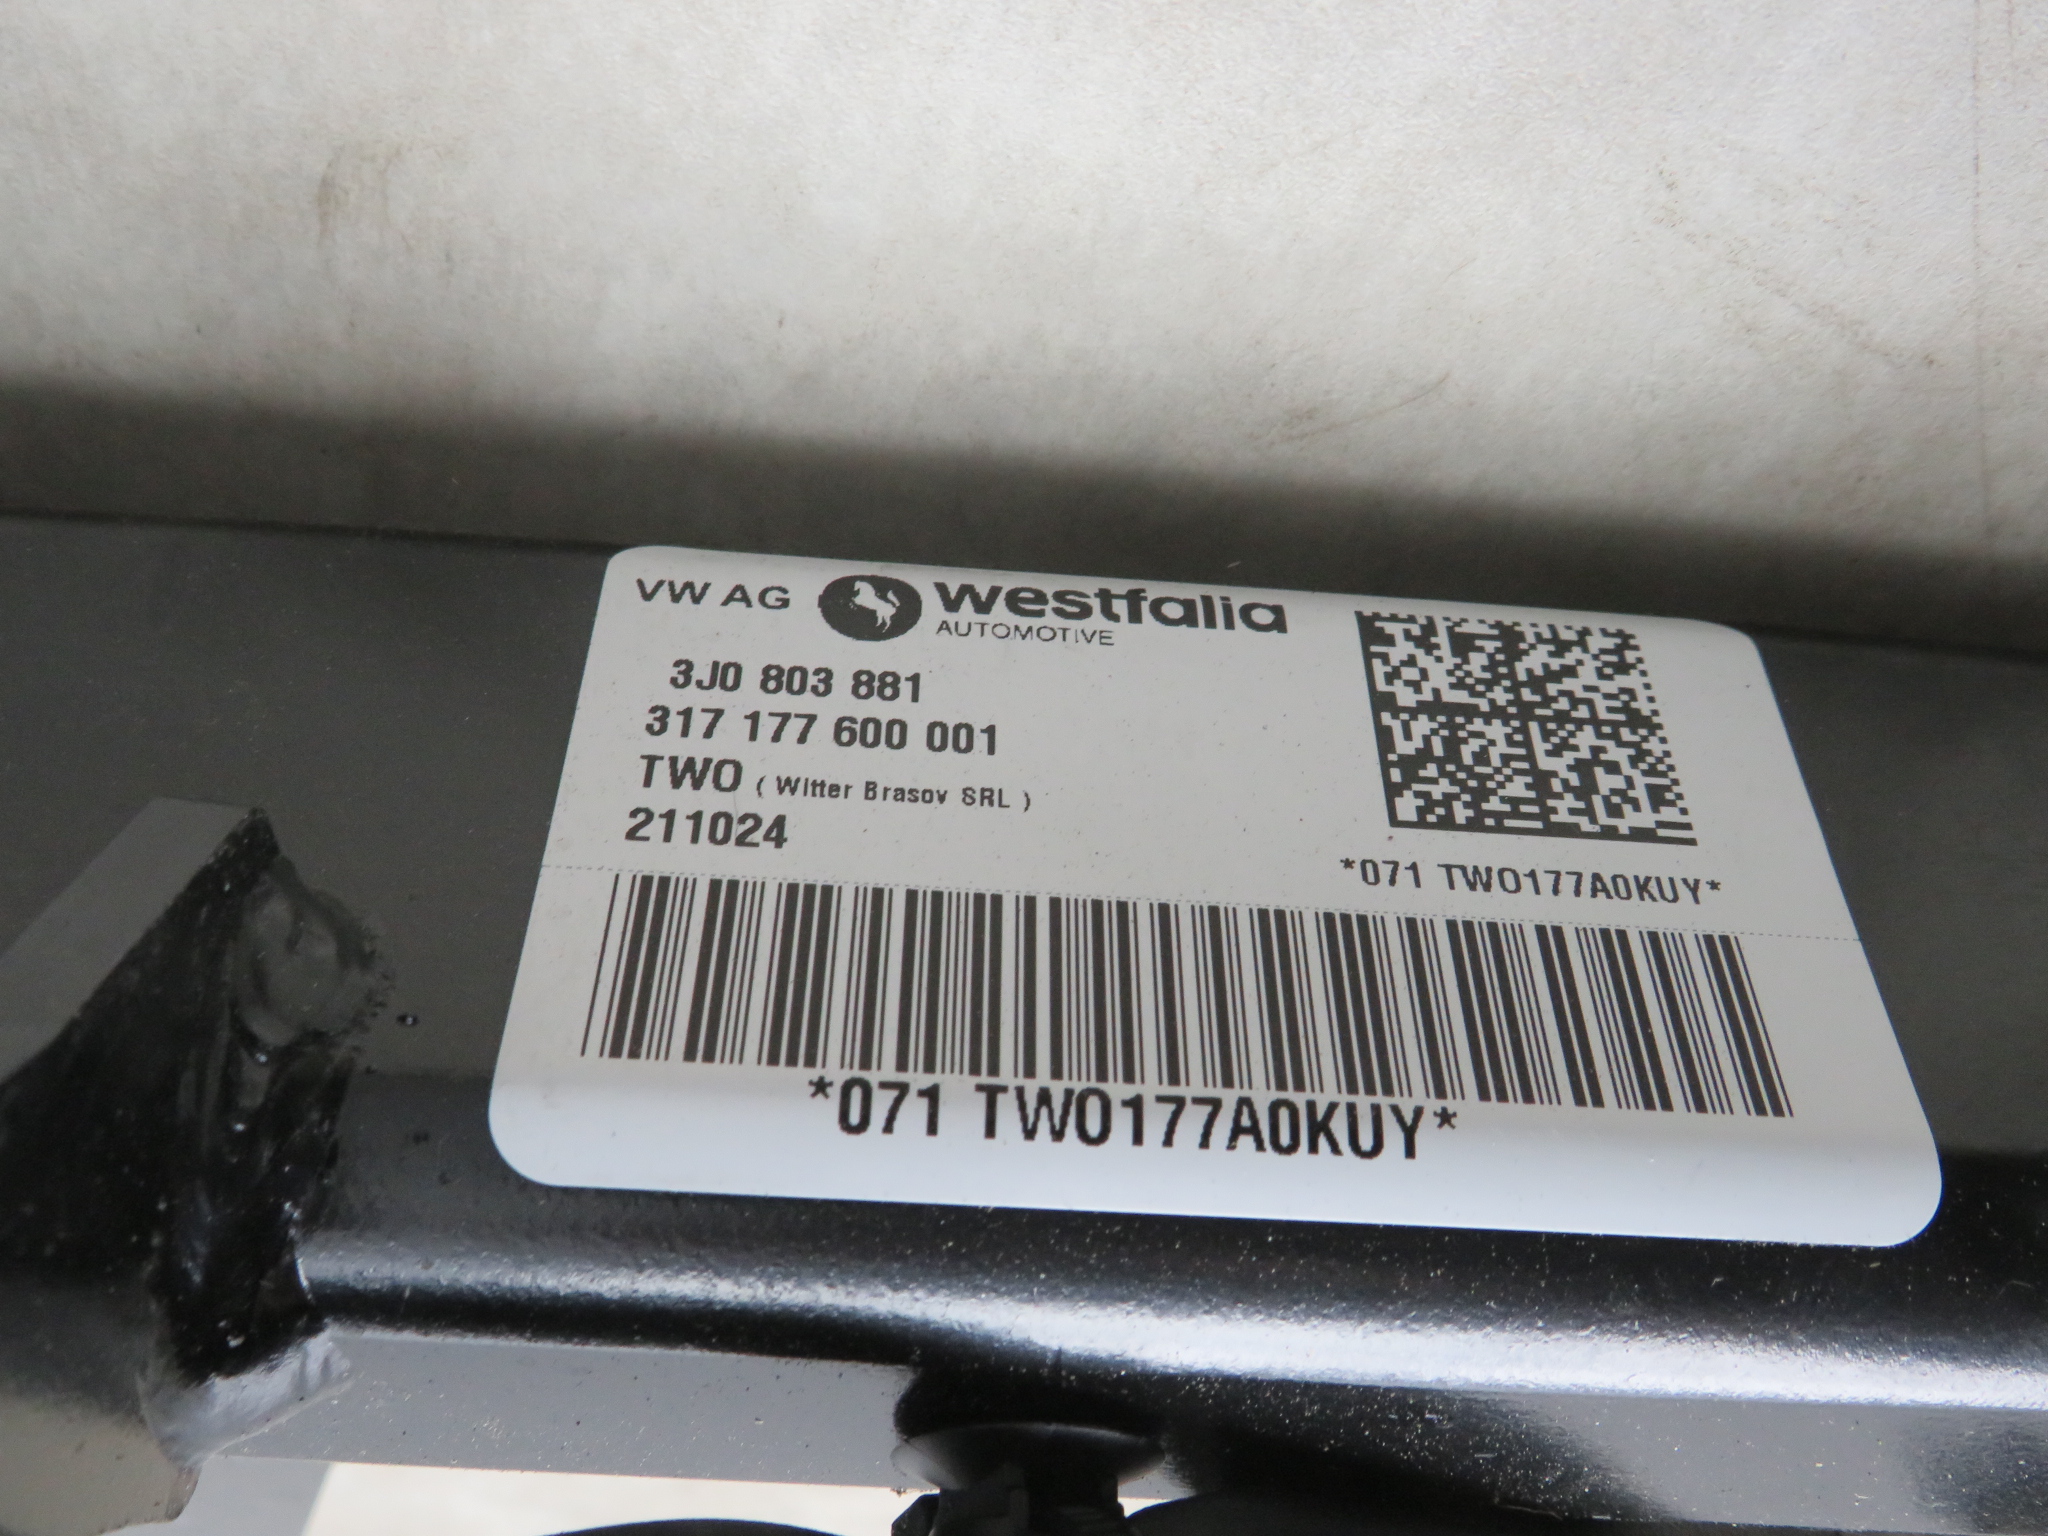 VW AG westfalia
AUTOMOTIVE
3J0 803 881
317 177 600 001
TWO ( Witter Brasov SRL )
211024
*071 TWO177A0KUY*
*071 TWO177A0KUY*